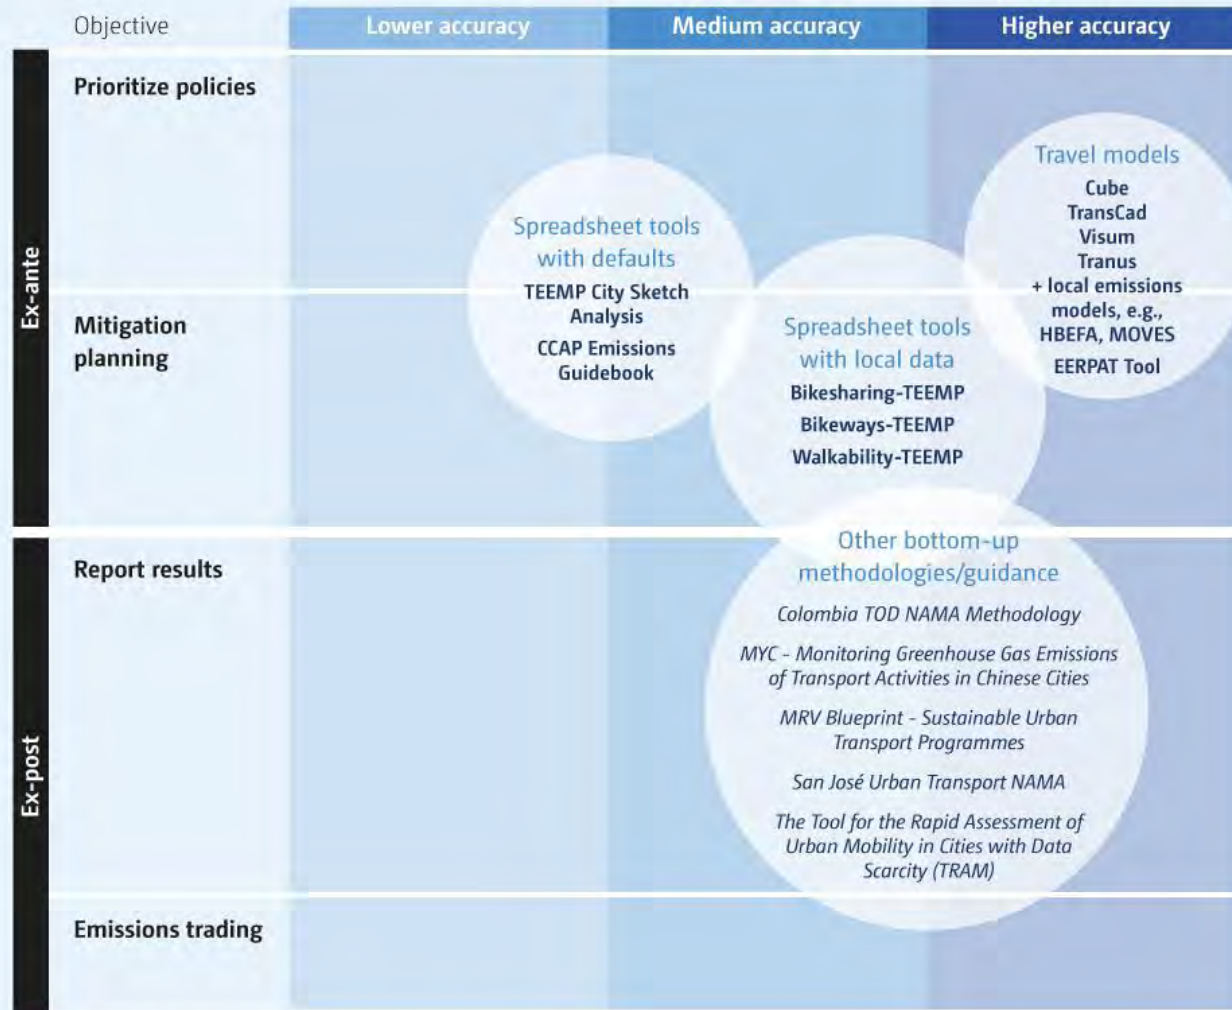 Objective
Lower accuracy
Medium accuracy
Higher accuracy
Ex-ante
Prioritize policies
Mitigation
planning
Spreadsheet tools
with defaults
TEEMP City Sketch
Analysis
CCAP Emissions
Guidebook
Spreadsheet tools
with local data
Bikesharing-TEEMP
Bikeways-TEEMP
Walkability-TEEMP
Travel models
Cube
TransCad
Visum
Tranus
+ local emissions
models, e.g.,
HBEFA, MOVES
EERPAT Tool
Ex-post
Report results
Other bottom-up
methodologies/guidance
Colombia TOD NAMA Methodology
MYC - Monitoring Greenhouse Gas Emissions
of Transport Activities in Chinese Cities
MRV Blueprint - Sustainable Urban
Transport Programmes
San José Urban Transport NAMA
The Tool for the Rapid Assessment of
Urban Mobility in Cities with Data
Scarcity (TRAM)
Emissions trading